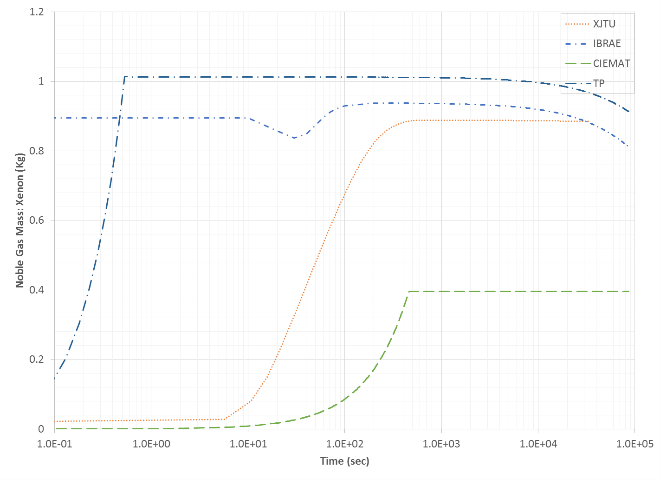 1.2
1
0.8
0.6
0.4
0.2
0
Noble Gas Mass: Xenon (Kg)
XJTU
IBRAE
CIEMAT
TP
1.0E-01 1.0E+00 1.0E+01 1.0E+02 1.0E+03 1.0E+04 1.0E+05
Time (sec)